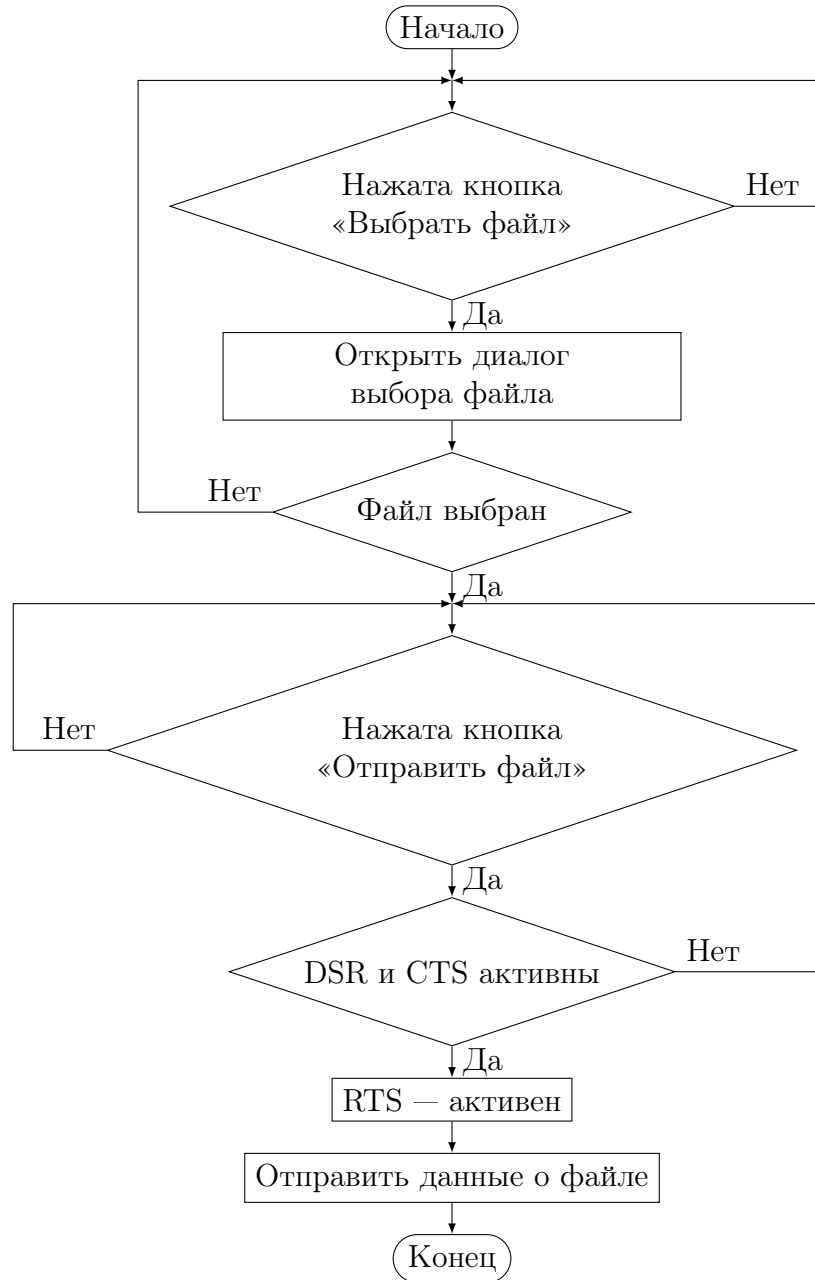 Начало
Нажата кнопка
«Выбрать файл»
Нет
Да
Открыть диалог
выбора файла
Нет
Файл выбран
Да
Нет
Нажата кнопка
«Отправить файл»
Да
DSR и CTS активны
Нет
Да
RTS — активен
Отправить данные о файле
Конец